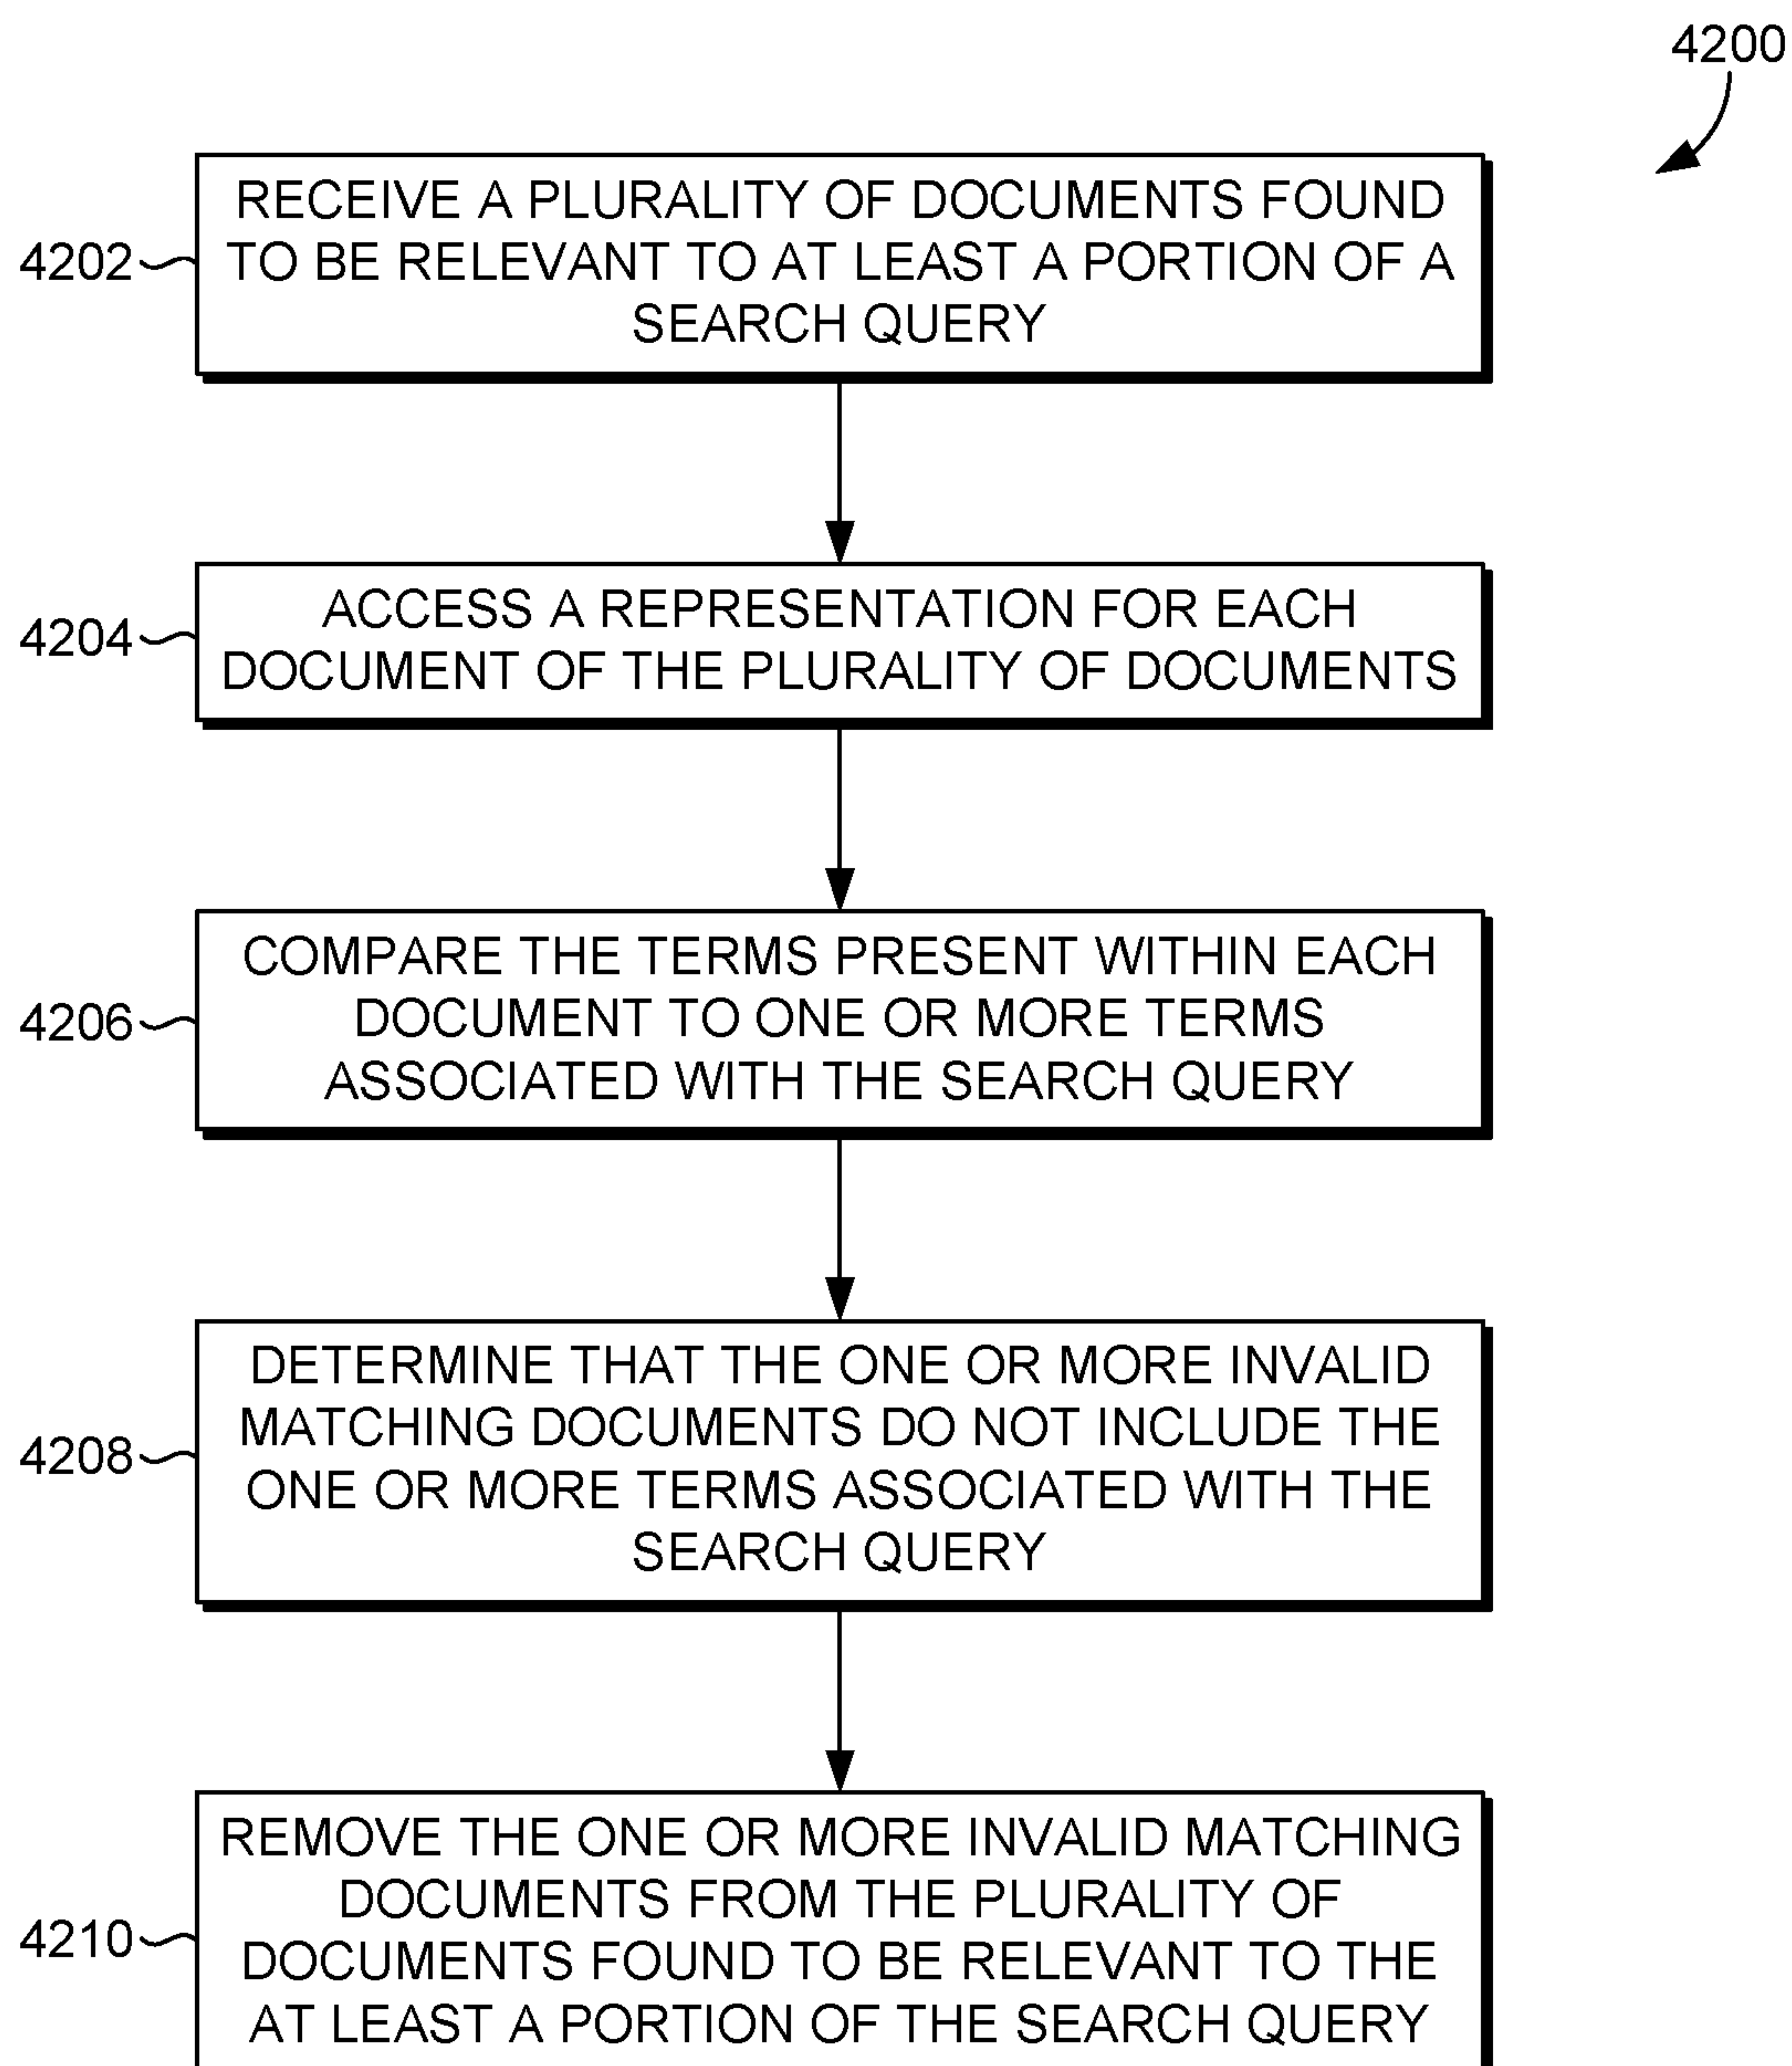 4200
RECEIVE A PLURALITY OF DOCUMENTS FOUND
4202 TO BE RELEVANT TO AT LEAST A PORTION OF A
SEARCH QUERY
ACCESS A REPRESENTATION FOR EACH
4204
DOCUMENT OF THE PLURALITY OF DOCUMENTS
COMPARE THE TERMS PRESENT WITHIN EACH
4206 DOCUMENT TO ONE OR MORE TERMS
ASSOCIATED WITH THE SEARCH QUERY
DETERMINE THAT THE ONE OR MORE INVALID
MATCHING DOCUMENTS DO NOT INCLUDE THE
4208
ONE OR MORE TERMS ASSOCIATED WITH THE
SEARCH QUERY
REMOVE THE ONE OR MORE INVALID MATCHING
DOCUMENTS FROM THE PLURALITY OF
4210
DOCUMENTS FOUND TO BE RELEVANT TO THE
AT LEAST A PORTION OF THE SEARCH QUERY